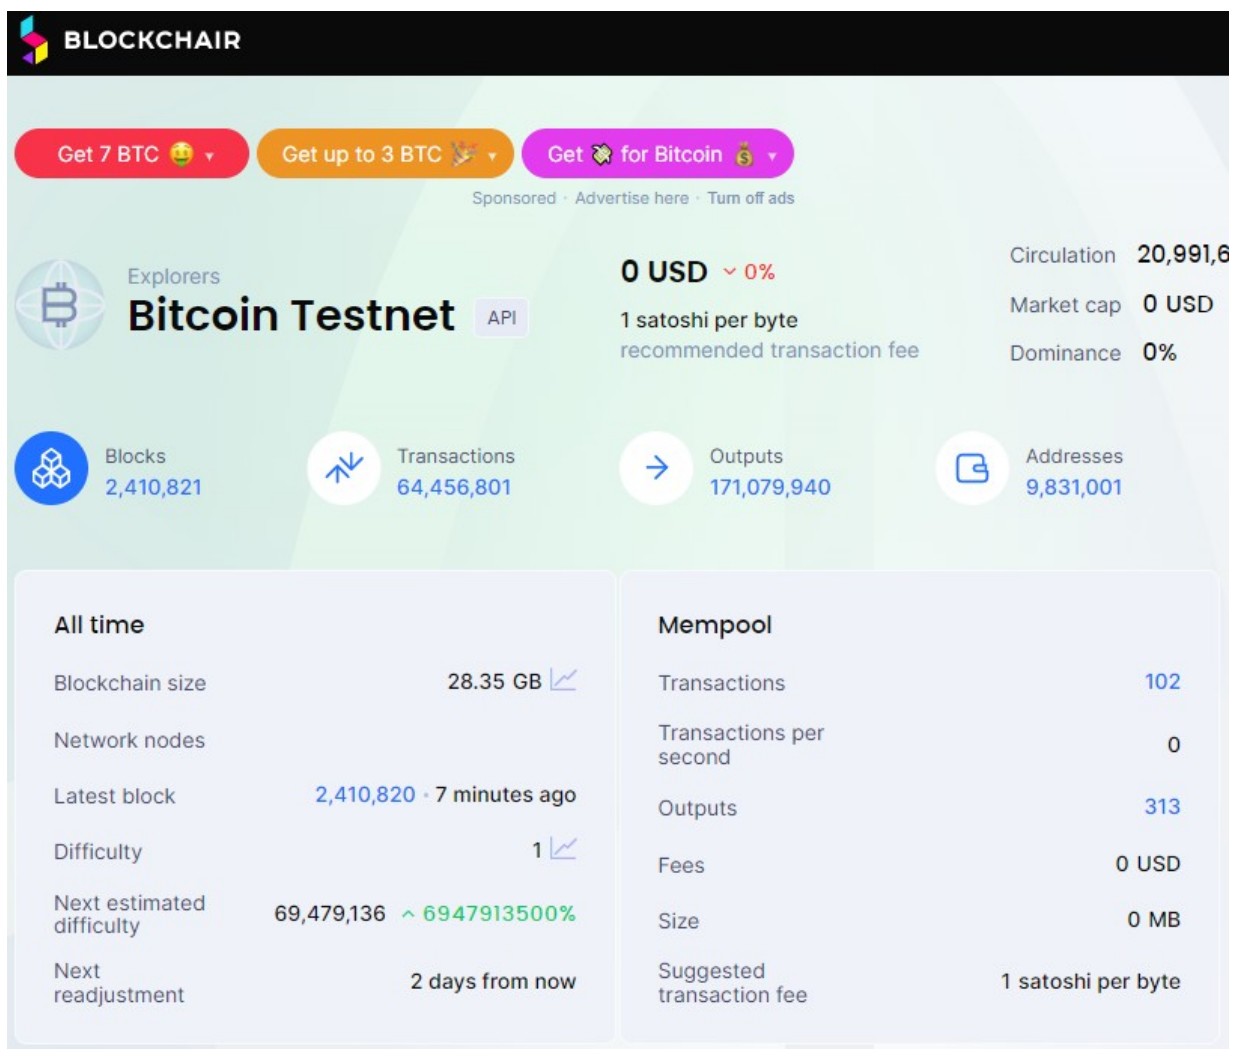 BLOCKCHAIR
Get 7 BTC 🤑 ▾
Get up to 3 BTC 🎉 ▾
Get 💸 for Bitcoin 💰 ▾
Sponsored · Advertise here · Turn off ads
Explorers
Bitcoin Testnet API
0 USD 0%
1 satoshi per byte
recommended transaction fee
Circulation 20,991,6
Market cap 0 USD
Dominance 0%
Blocks
2,410,821
Transactions
64,456,801
Outputs
171,079,940
Addresses
9,831,001
All time
Blockchain size 28.35 GB
Network nodes
Latest block 2,410,820 · 7 minutes ago
Difficulty 1
Next estimated
difficulty 69,479,136 6947913500%
Next
readjustment 2 days from now
Mempool
Transactions 102
Transactions per
second 0
Outputs 313
Fees 0 USD
Size 0 MB
Suggested
transaction fee 1 satoshi per byte